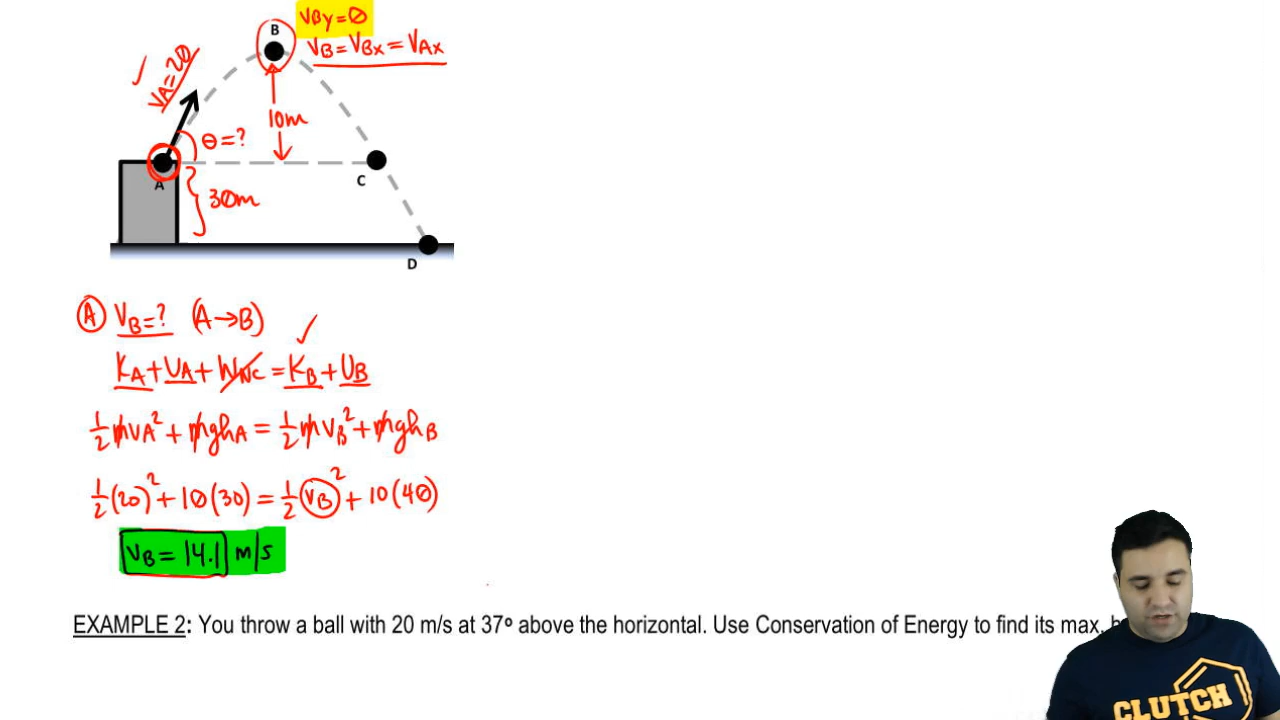 B
VBy=0
VB=VBx=VAx
✓ VA=20
θ=?
10m
A
30m
C
D
Ⓐ VB=? (A→B)
KA+UA+WNC=KB+UB ✓
½mVA²+mghA=½mVB²+mghB
½(20)²+10(30)=½(VB)²+10(40)
VB=14.1 m/s
EXAMPLE 2: You throw a ball with 20 m/s at 37º above the horizontal. Use Conservation of Energy to find its max.
CLUTCH